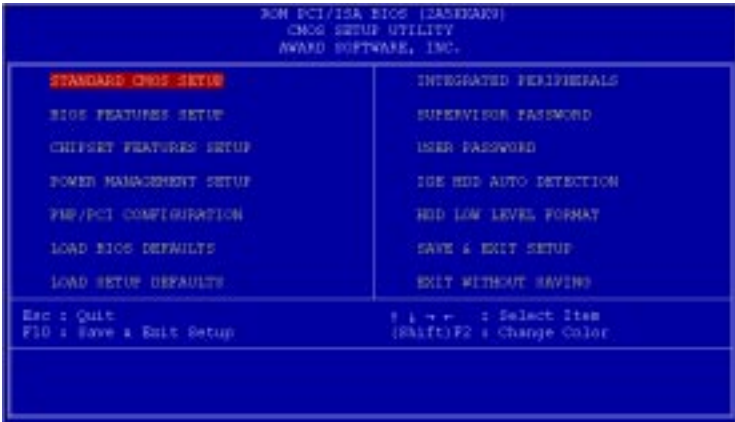 ROM PCI/ISA BIOS (2A5KKAK9)
CMOS SETUP UTILITY
AWARD SOFTWARE, INC.
STANDARD CMOS SETUP
BIOS FEATURES SETUP
CHIPSET FEATURES SETUP
POWER MANAGEMENT SETUP
PNP/PCI CONFIGURATION
LOAD BIOS DEFAULTS
LOAD SETUP DEFAULTS
INTEGRATED PERIPHERALS
SUPERVISOR PASSWORD
USER PASSWORD
IDE HDD AUTO DETECTION
HDD LOW LEVEL FORMAT
SAVE & EXIT SETUP
EXIT WITHOUT SAVING
Esc : Quit
F10 : Save & Exit Setup
↑ ↓ → ← : Select Item
(Shift)F2 : Change Color